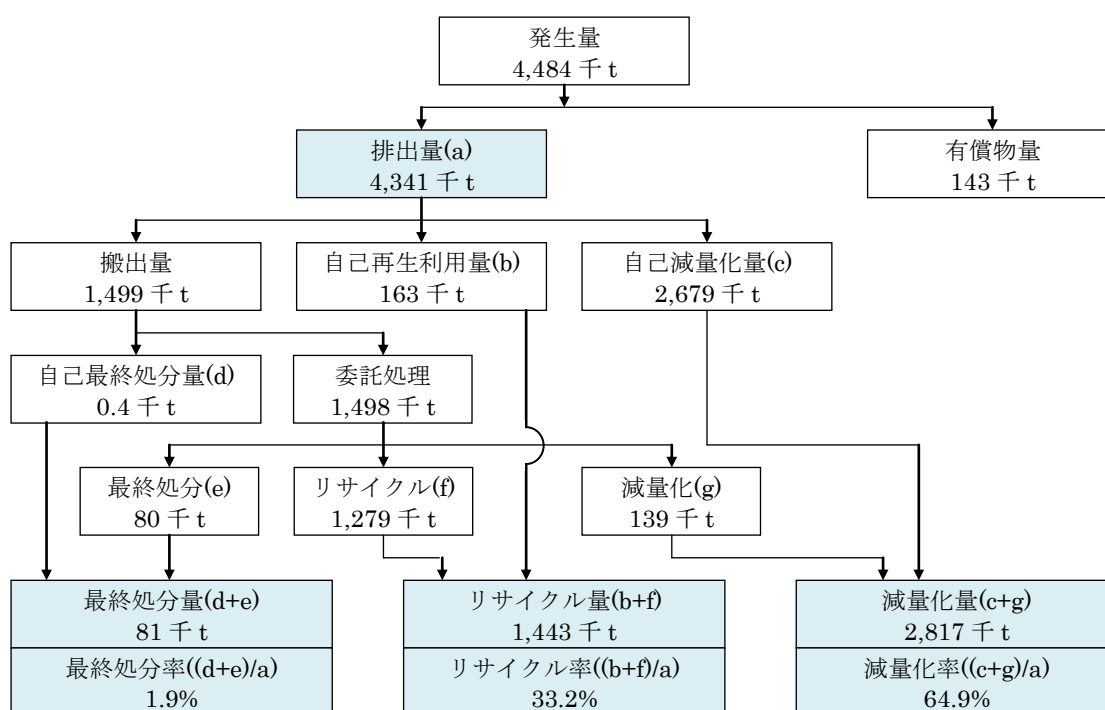 発生量
4,484 千 t
排出量(a)
4,341 千 t
有償物量
143 千 t
搬出量
1,499 千 t
自己再生利用量(b)
163 千 t
自己減量化量(c)
2,679 千 t
自己最終処分量(d)
0.4 千 t
委託処理
1,498 千 t
最終処分(e)
80 千 t
リサイクル(f)
1,279 千 t
減量化(g)
139 千 t
最終処分量(d+e)
81 千 t
最終処分率((d+e)/a)
1.9%
リサイクル量(b+f)
1,443 千 t
リサイクル率((b+f)/a)
33.2%
減量化量(c+g)
2,817 千 t
減量化率((c+g)/a)
64.9%